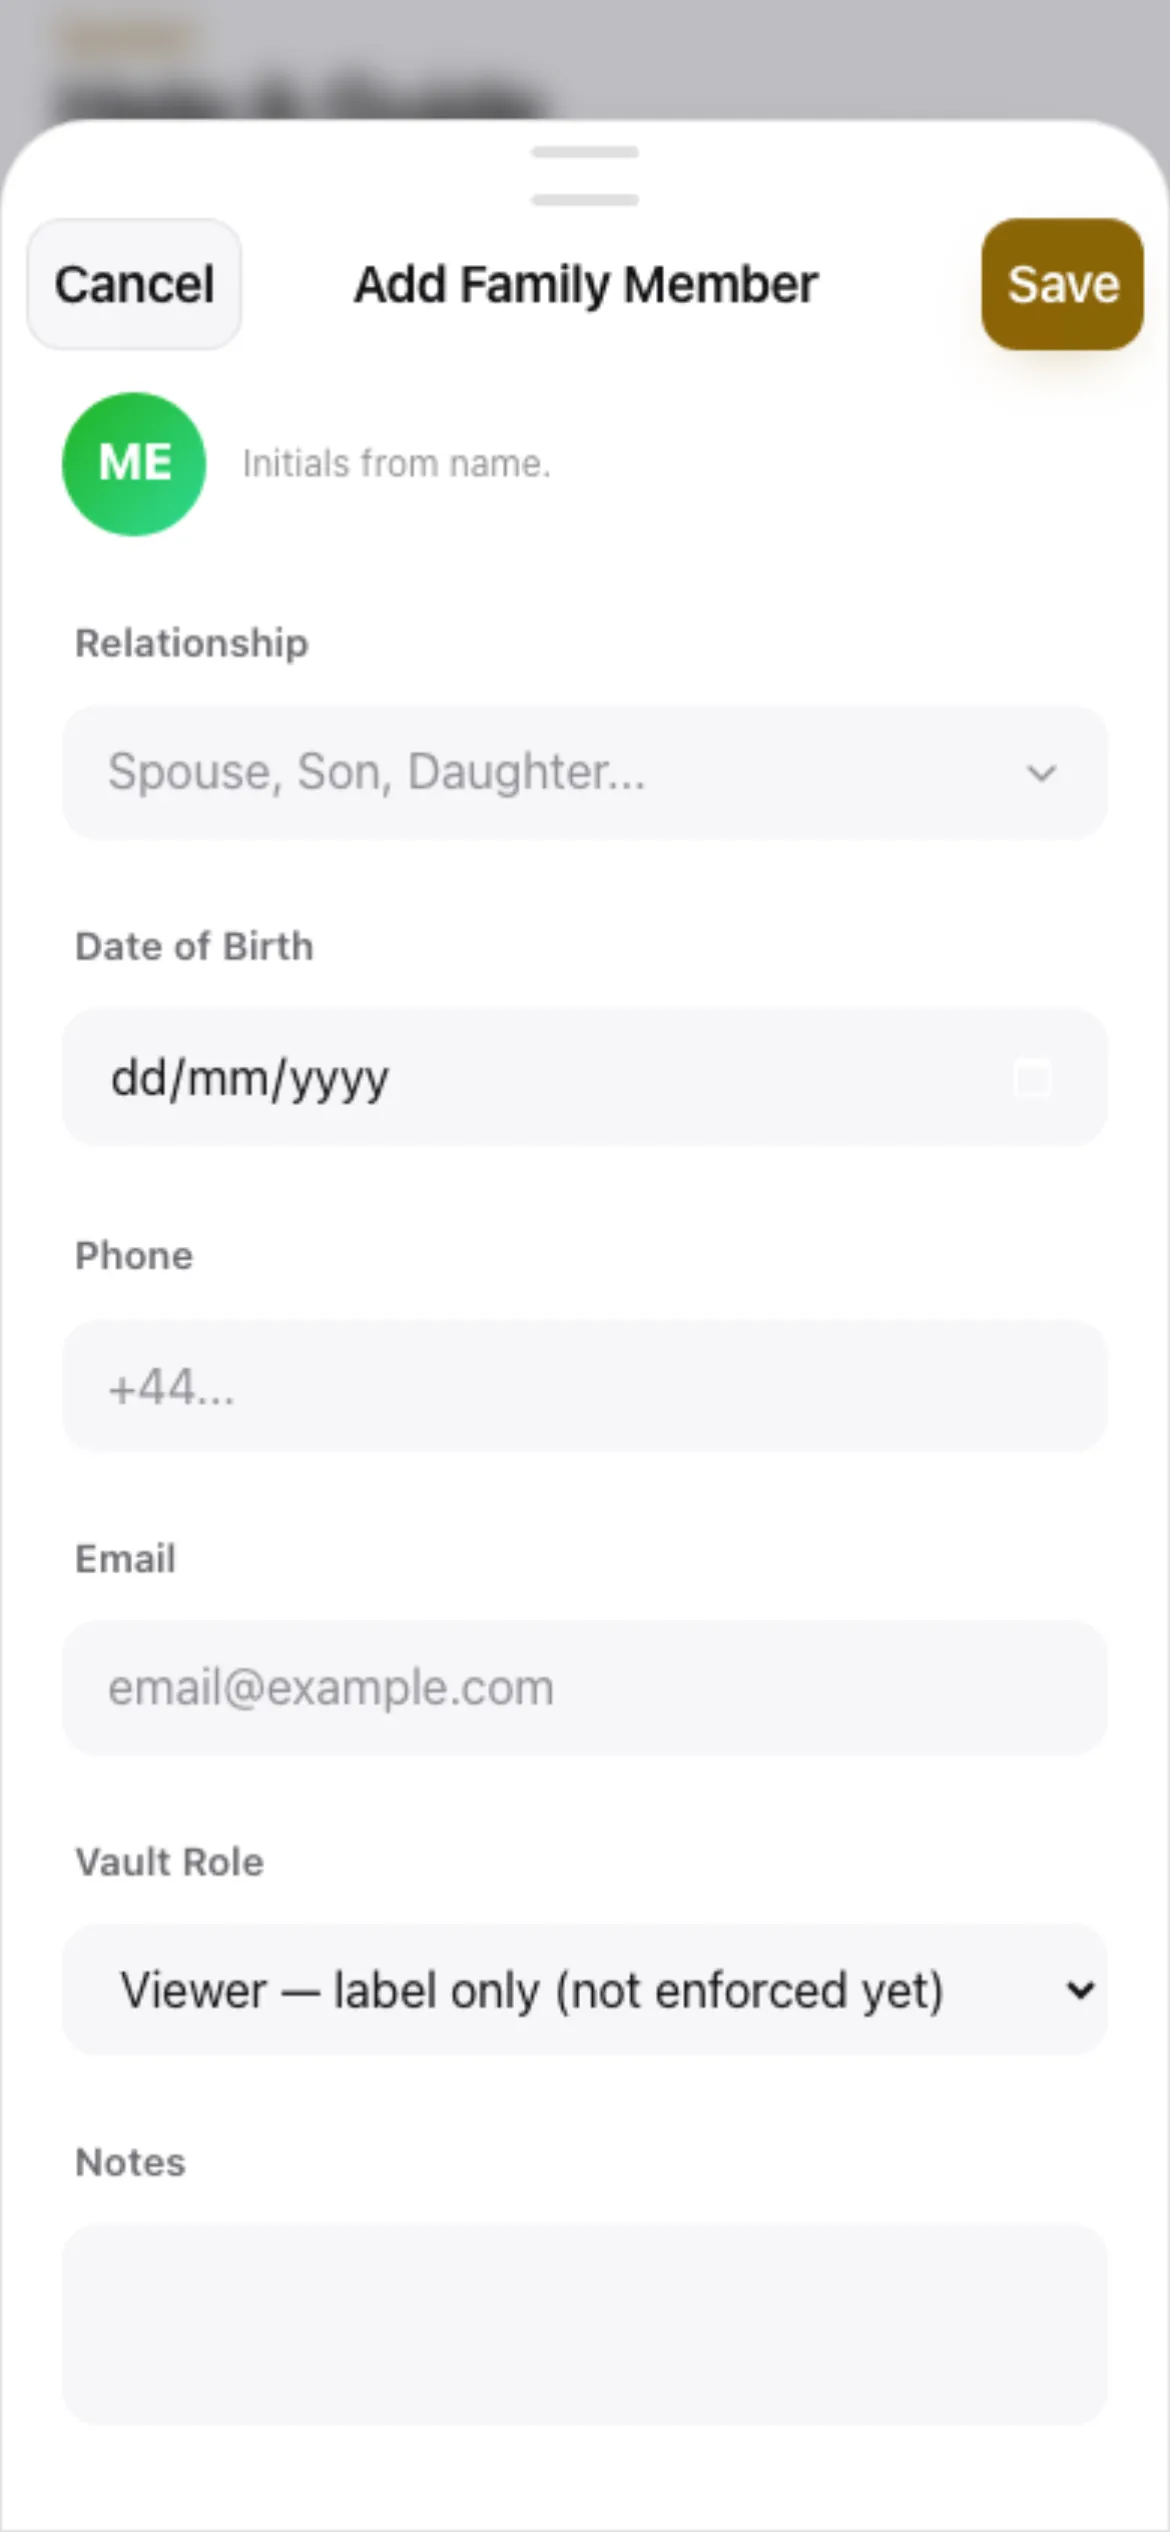 Cancel
Add Family Member
Save
ME
Initials from name.
Relationship
Spouse, Son, Daughter...
Date of Birth
dd/mm/yyyy
Phone
+44...
Email
email@example.com
Vault Role
Viewer — label only (not enforced yet)
Notes